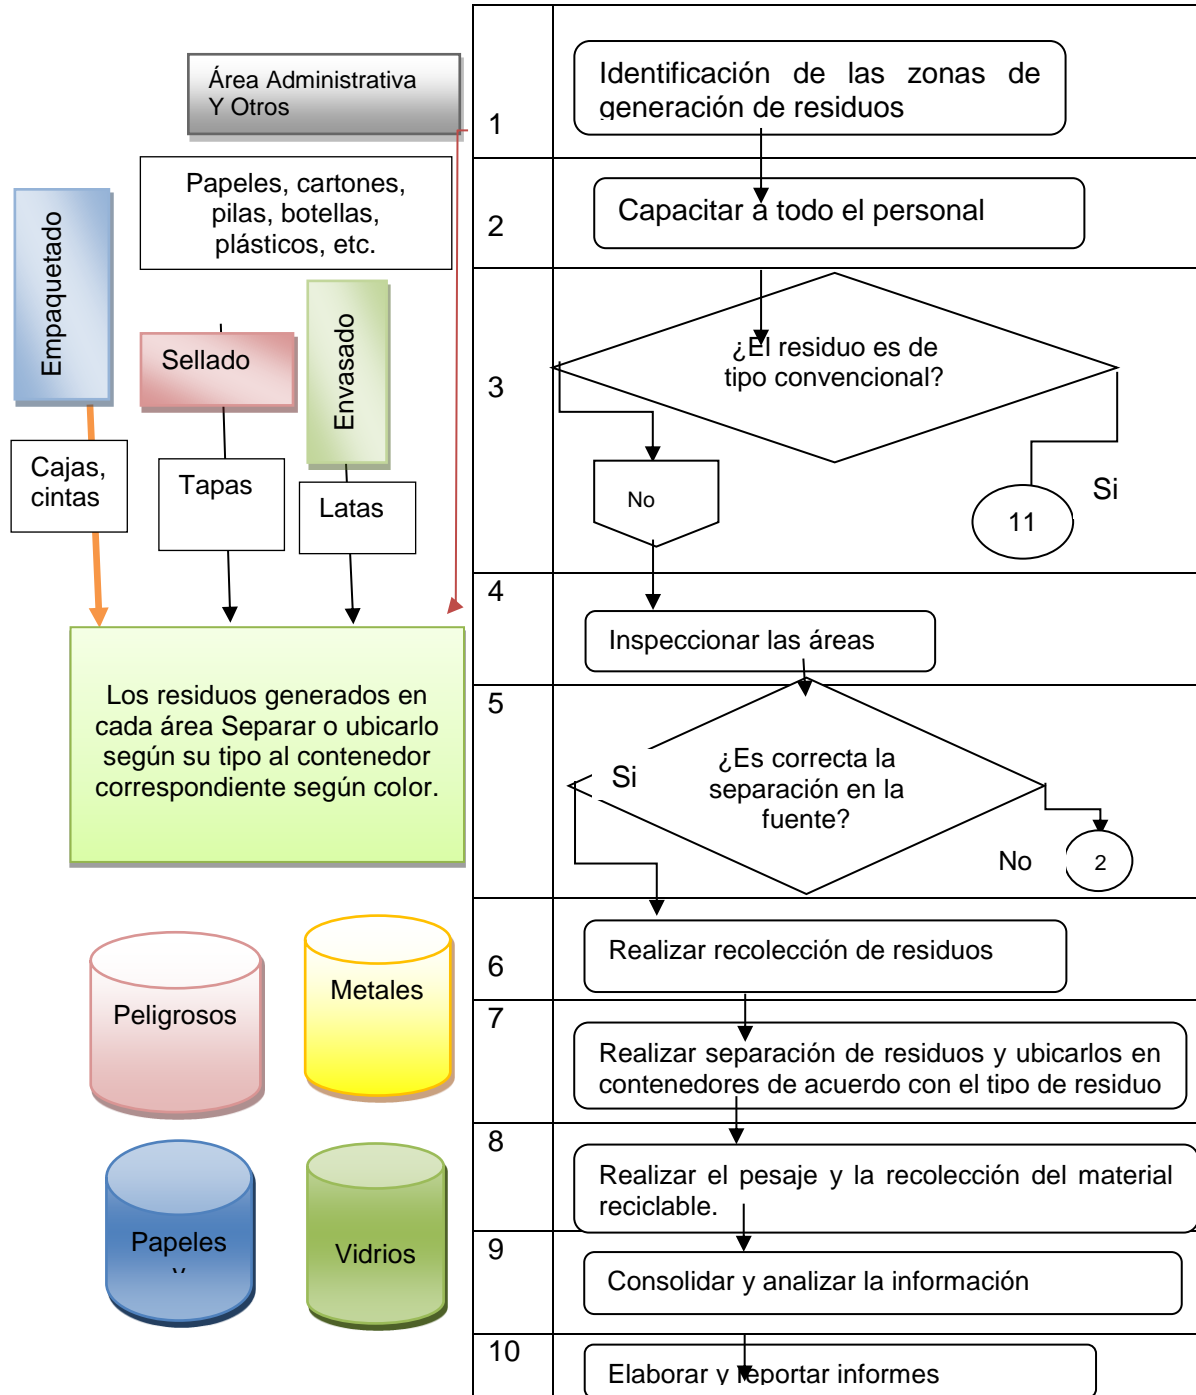 Área Administrativa
Y Otros
Papeles, cartones,
pilas, botellas,
plásticos, etc.
Empaquetado
Sellado
Envasado
Cajas,
cintas
Tapas
Latas
Los residuos generados en
cada área Separar o ubicarlo
según su tipo al contenedor
correspondiente según color.
Peligrosos
Metales
Papeles
y
Vidrios
1
Identificación de las zonas de
generación de residuos
2
Capacitar a todo el personal
3
¿El residuo es de
tipo convencional?
No
Si
11
4
Inspeccionar las áreas
5
¿Es correcta la
separación en la
fuente?
Si
No
2
6
Realizar recolección de residuos
7
Realizar separación de residuos y ubicarlos en
contenedores de acuerdo con el tipo de residuo
8
Realizar el pesaje y la recolección del material
reciclable.
9
Consolidar y analizar la información
10
Elaborar y reportar informes